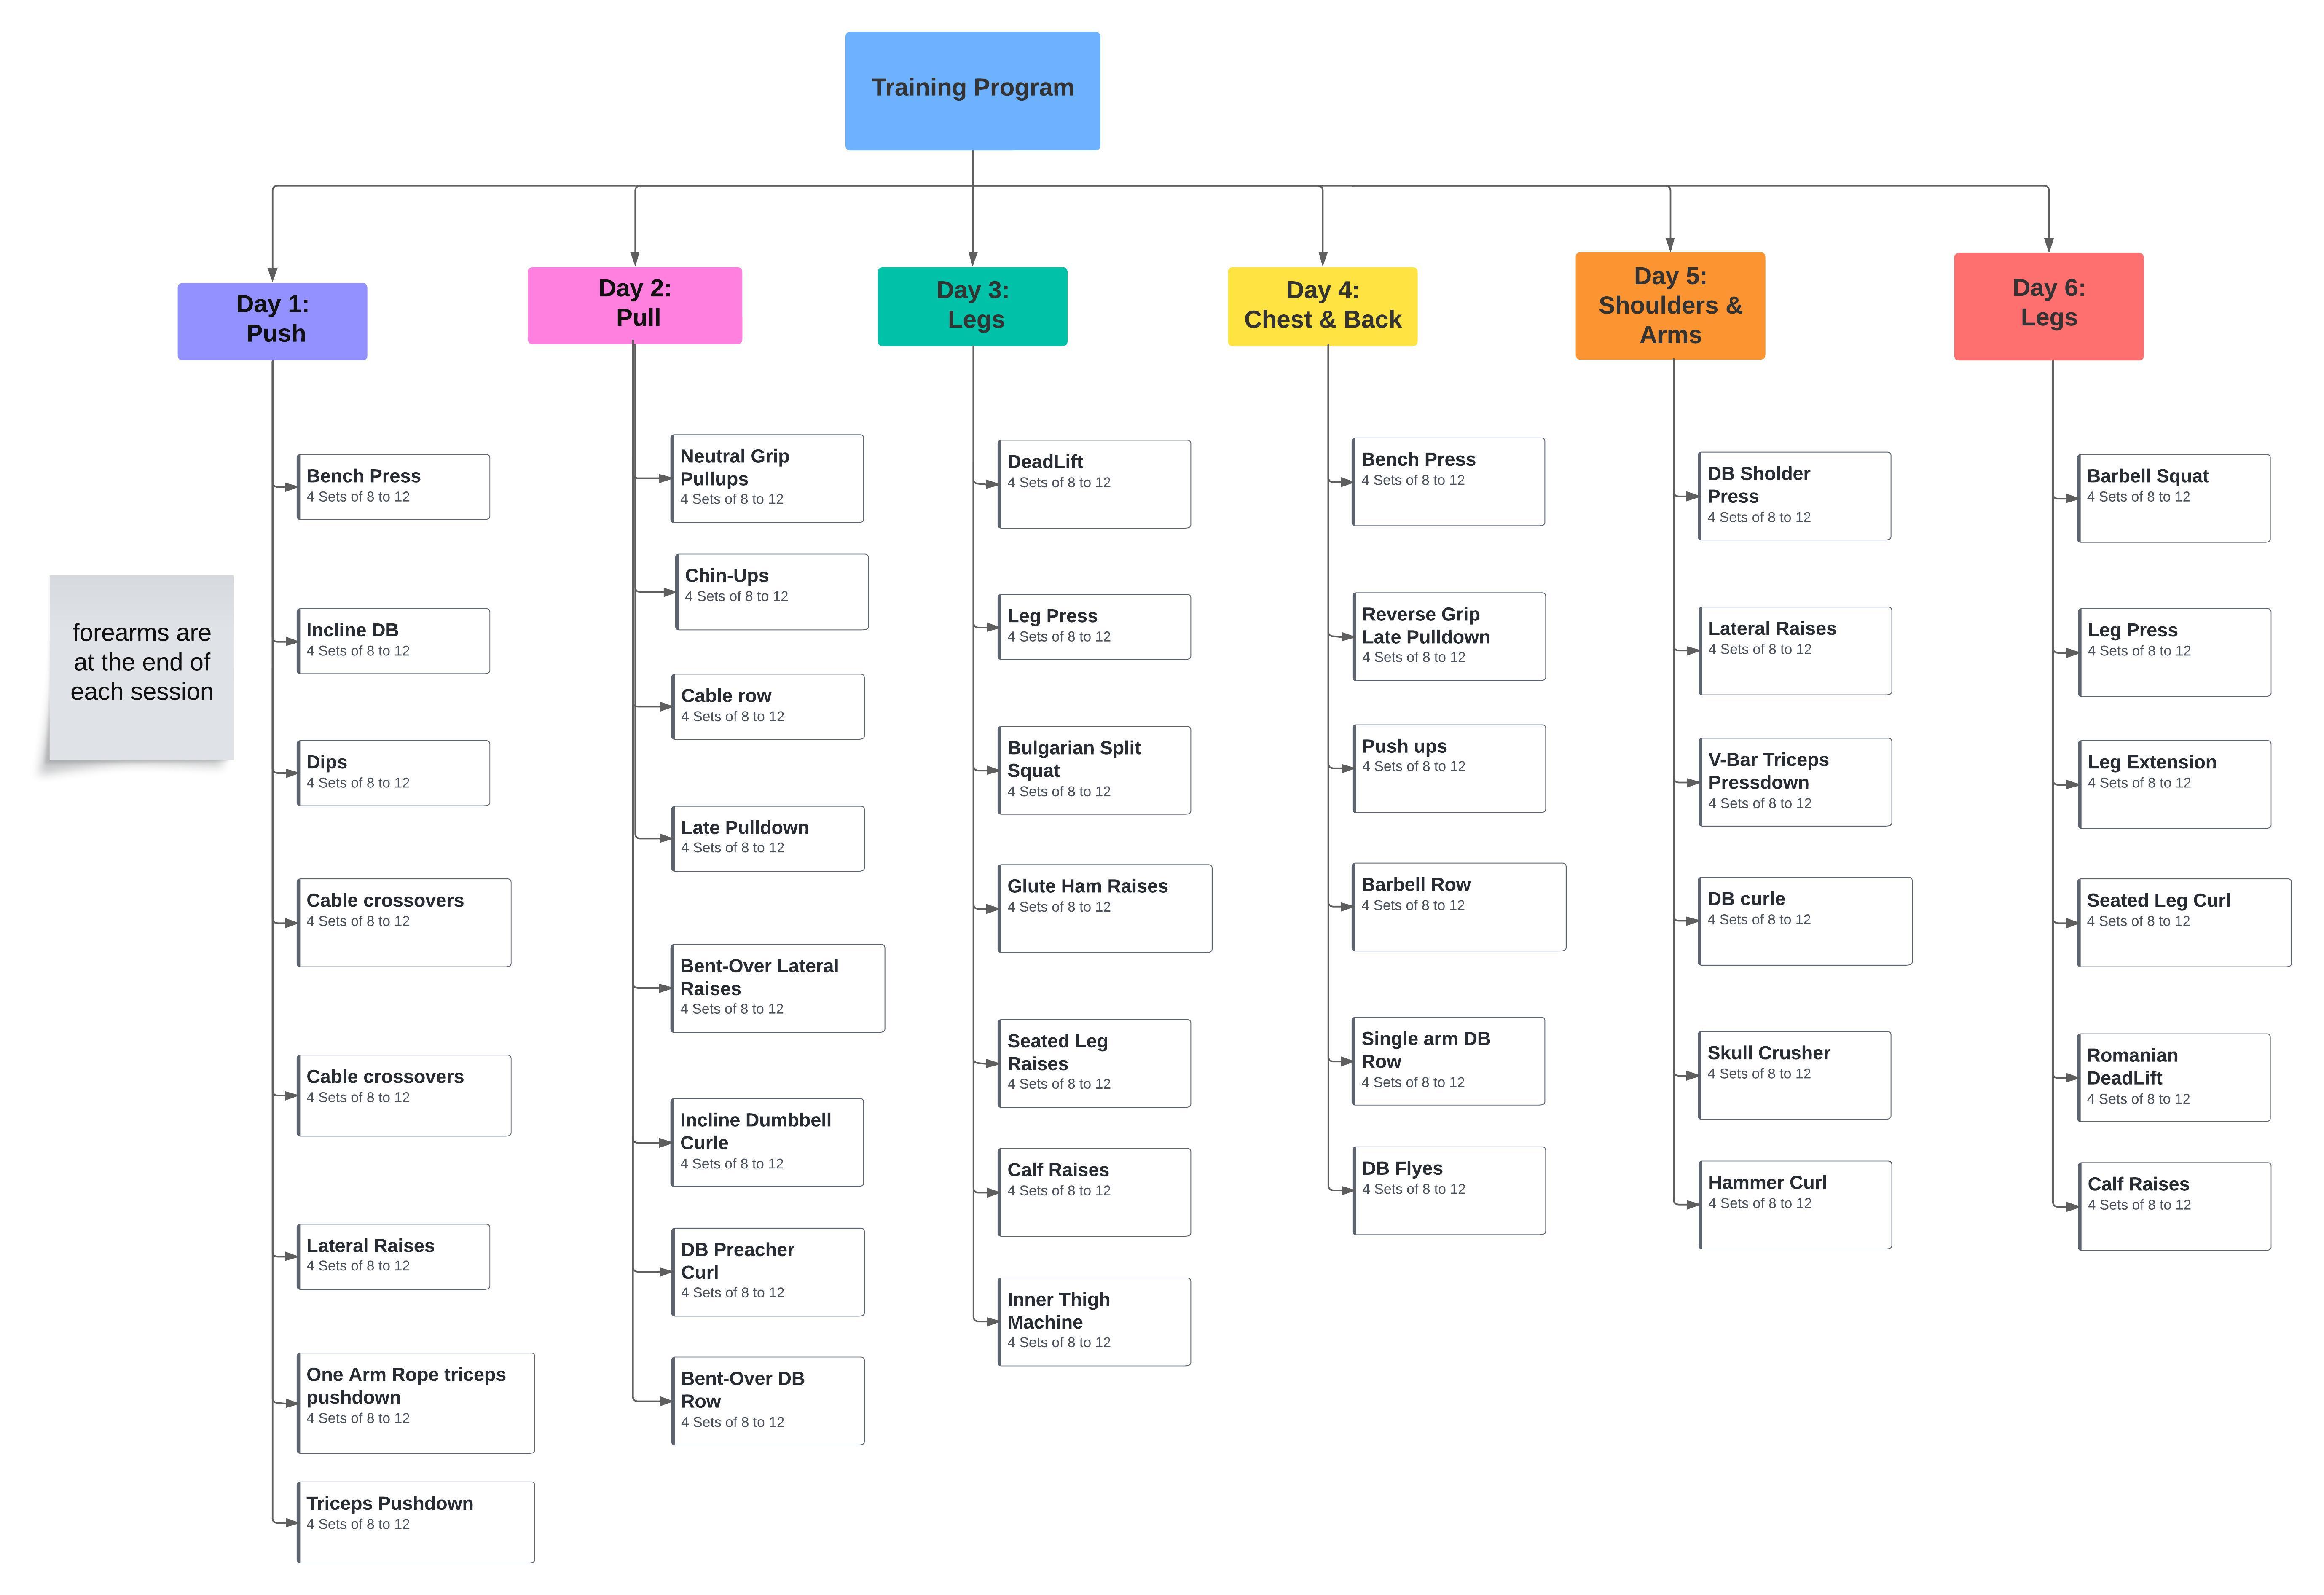 Training Program
Day 1:
Push
Bench Press
4 Sets of 8 to 12
Incline DB
4 Sets of 8 to 12
Dips
4 Sets of 8 to 12
Cable crossovers
4 Sets of 8 to 12
Cable crossovers
4 Sets of 8 to 12
Lateral Raises
4 Sets of 8 to 12
One Arm Rope triceps
pushdown
4 Sets of 8 to 12
Triceps Pushdown
4 Sets of 8 to 12
forearms are
at the end of
each session
Day 2:
Pull
Neutral Grip
Pullups
4 Sets of 8 to 12
Chin-Ups
4 Sets of 8 to 12
Cable row
4 Sets of 8 to 12
Late Pulldown
4 Sets of 8 to 12
Bent-Over Lateral
Raises
4 Sets of 8 to 12
Incline Dumbbell
Curle
4 Sets of 8 to 12
DB Preacher
Curl
4 Sets of 8 to 12
Bent-Over DB
Row
4 Sets of 8 to 12
Day 3:
Legs
DeadLift
4 Sets of 8 to 12
Leg Press
4 Sets of 8 to 12
Bulgarian Split
Squat
4 Sets of 8 to 12
Glute Ham Raises
4 Sets of 8 to 12
Seated Leg
Raises
4 Sets of 8 to 12
Calf Raises
4 Sets of 8 to 12
Inner Thigh
Machine
4 Sets of 8 to 12
Day 4:
Chest & Back
Bench Press
4 Sets of 8 to 12
Reverse Grip
Late Pulldown
4 Sets of 8 to 12
Push ups
4 Sets of 8 to 12
Barbell Row
4 Sets of 8 to 12
Single arm DB
Row
4 Sets of 8 to 12
DB Flyes
4 Sets of 8 to 12
Day 5:
Shoulders &
Arms
DB Sholder
Press
4 Sets of 8 to 12
Lateral Raises
4 Sets of 8 to 12
V-Bar Triceps
Pressdown
4 Sets of 8 to 12
DB curle
4 Sets of 8 to 12
Skull Crusher
4 Sets of 8 to 12
Hammer Curl
4 Sets of 8 to 12
Day 6:
Legs
Barbell Squat
4 Sets of 8 to 12
Leg Press
4 Sets of 8 to 12
Leg Extension
4 Sets of 8 to 12
Seated Leg Curl
4 Sets of 8 to 12
Romanian
DeadLift
4 Sets of 8 to 12
Calf Raises
4 Sets of 8 to 12